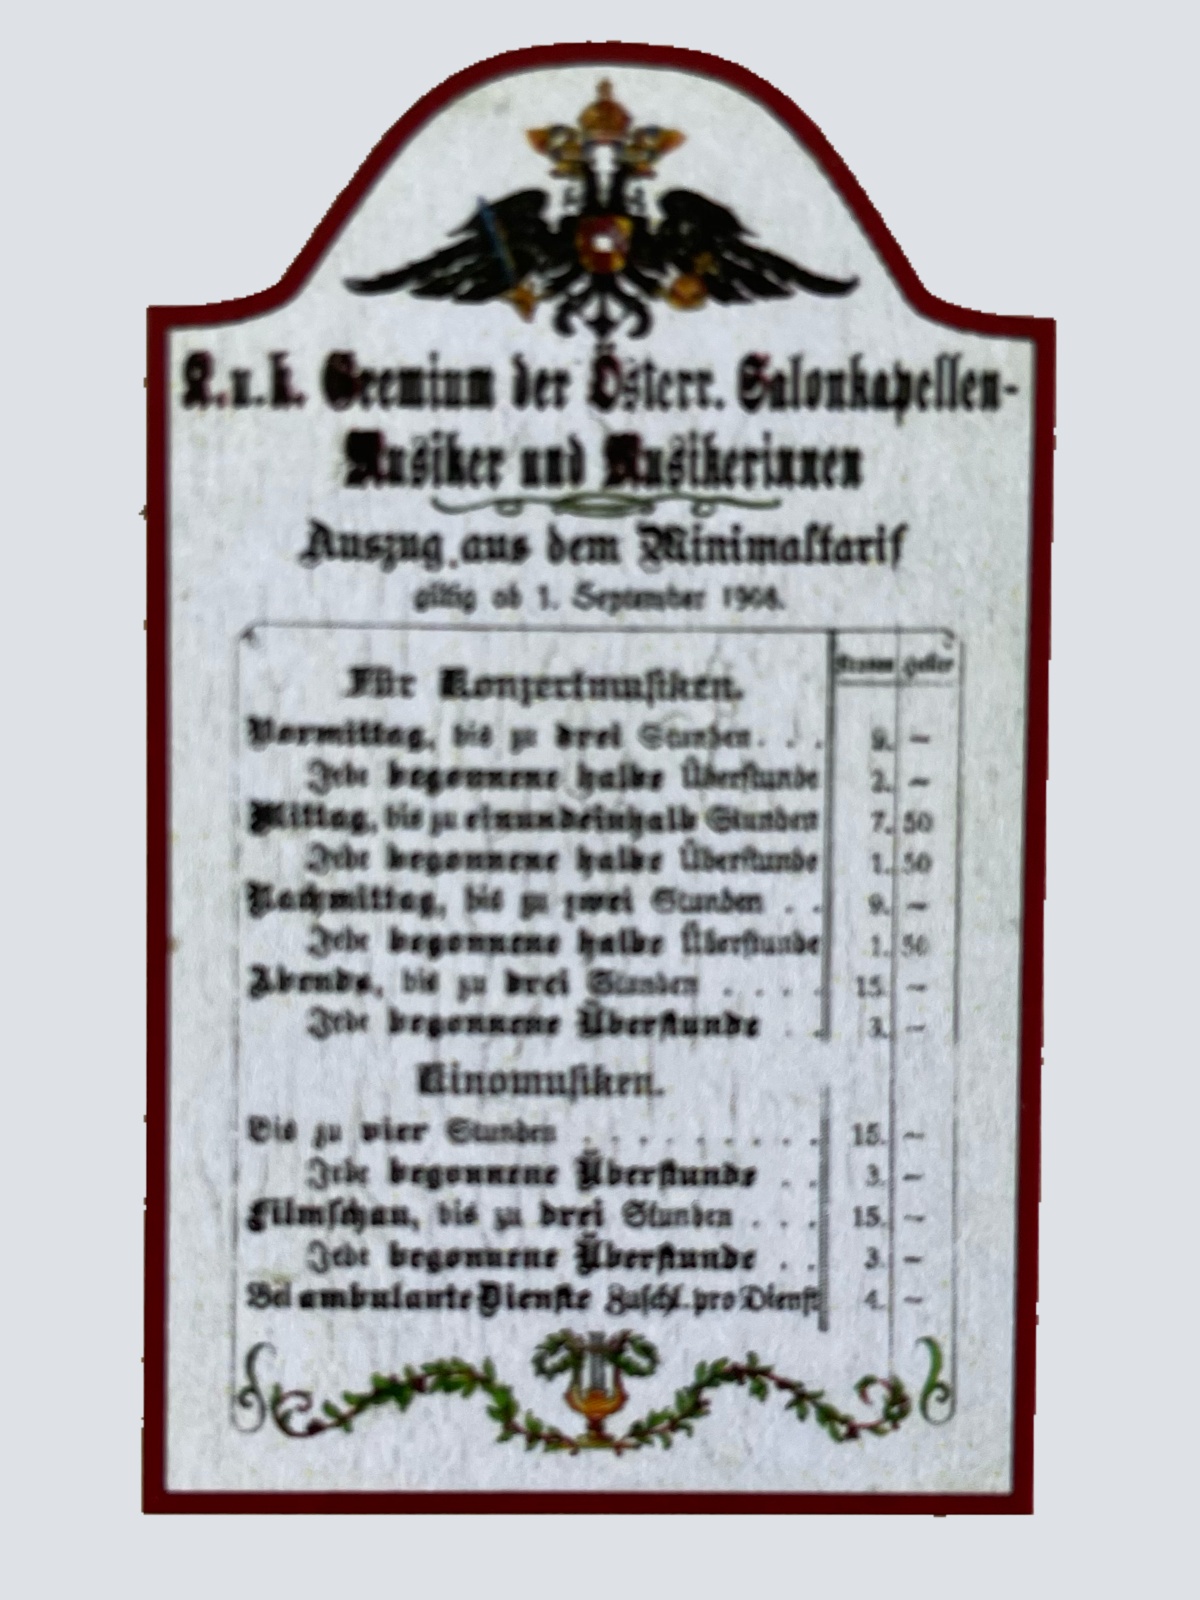 K.u.k. Gremium der Österr. Salonkapellen-
Musiker und Musikerinnen
Auszug aus dem Minimaltarif
gültig ab 1. September 1908.
Kronen Heller
Für Konzertmusiken.
Vormittag, bis zu drei Stunden. . . 9. —
Jede begonnene halbe Überstunde 2. —
Mittag, bis zu einundeinhalb Stunden 7. 50
Jede begonnene halbe Überstunde 1. 50
Nachmittag, bis zu zwei Stunden . . 9. —
Jede begonnene halbe Überstunde 1. 50
Abends, bis zu drei Stunden . . . . 15. —
Jede begonnene Überstunde . . 3. —
Kinomusiken.
Bis zu vier Stunden . . . . . . . . . 15. —
Jede begonnene Überstunde . . 3. —
Filmschau, bis zu drei Stunden . . . 15. —
Jede begonnene Überstunde . . 3. —
Bei ambulante Dienste Zuschl. pro Dienst 4. —